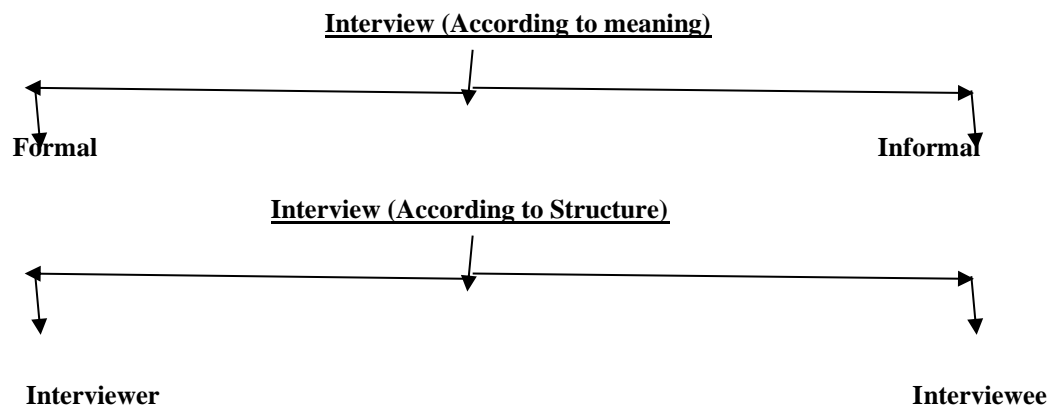 Interview (According to meaning)
Formal Informal
Interview (According to Structure)
Interviewer Interviewee